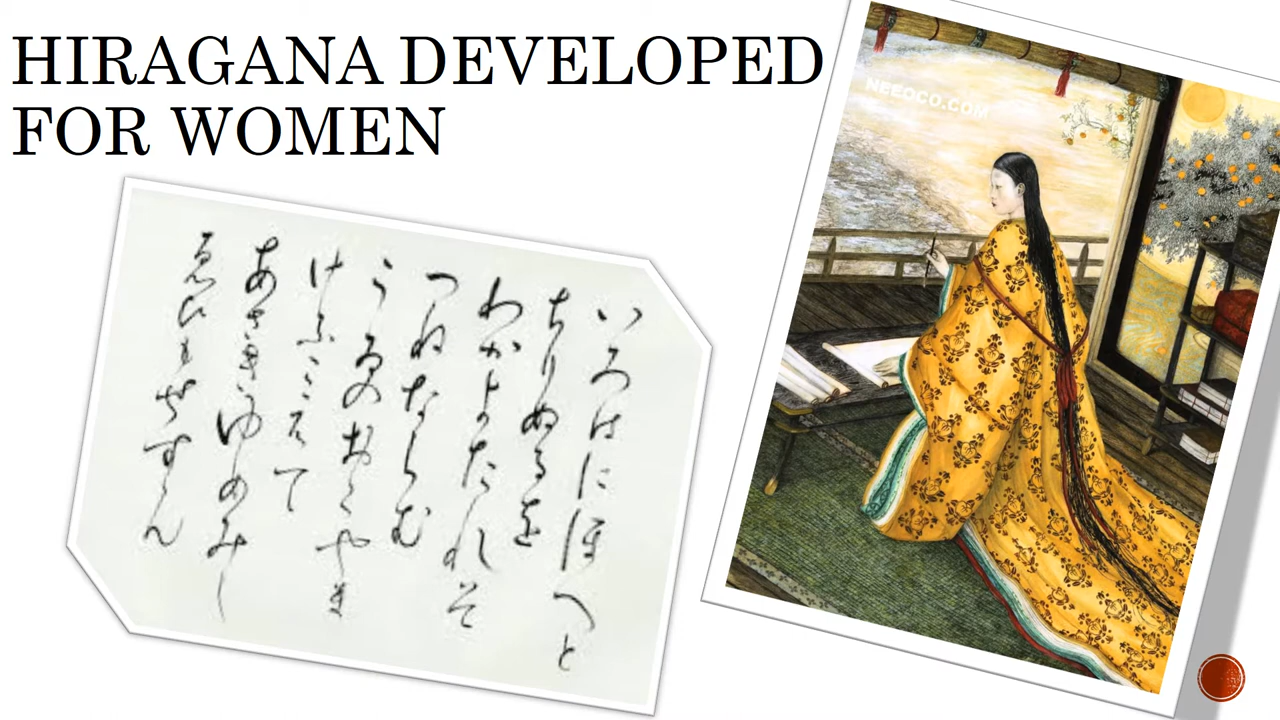 HIRAGANA DEVELOPED
FOR WOMEN
いろはにほへと
ちりぬるを
わかよたれそ
つねならむ
うゐのおくやま
けふこえて
あさきゆめみし
ゑひもせすん
NeEOCO.COM